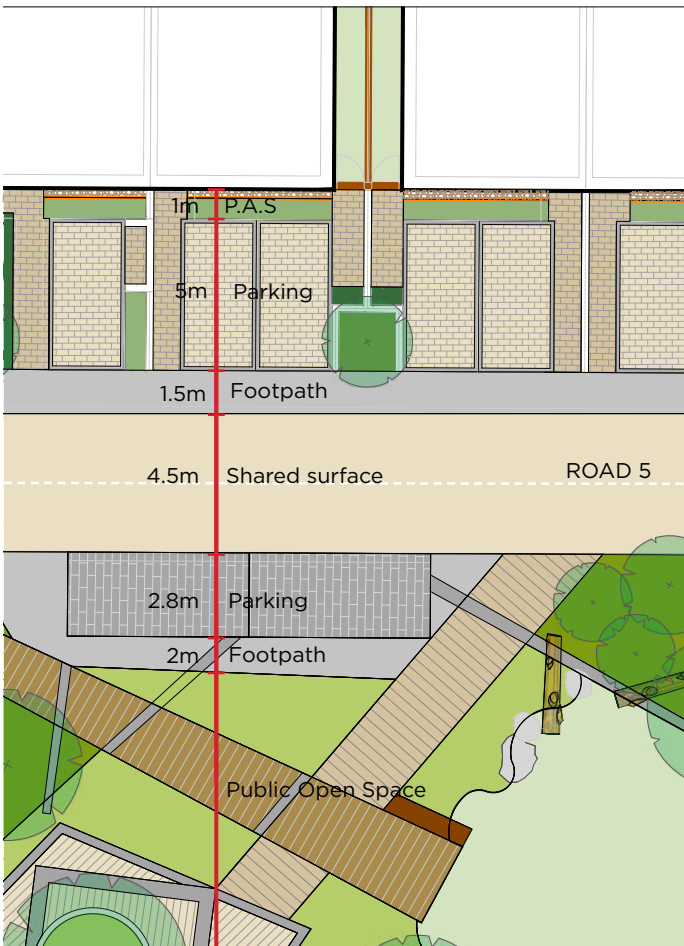 1m P.A.S
5m Parking
1.5m Footpath
4.5m Shared surface ROAD 5
2.8m Parking
2m Footpath
Public Open Space